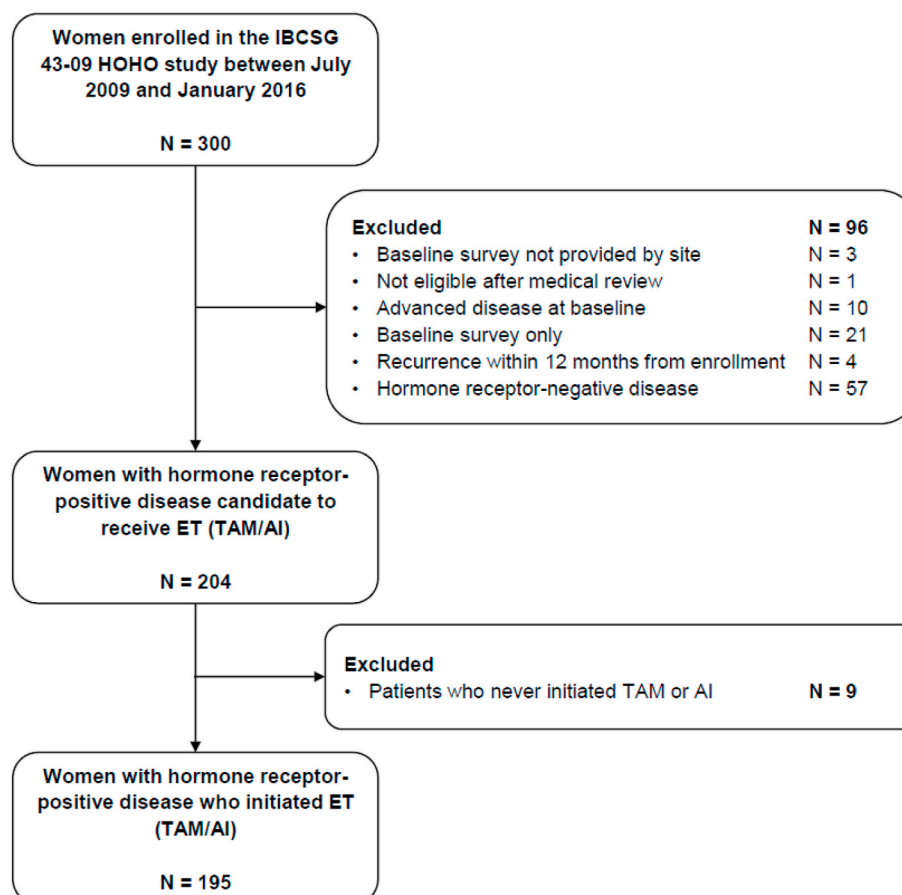 Women enrolled in the IBCSG
43-09 HOHO study between July
2009 and January 2016
N = 300
Excluded N = 96
• Baseline survey not provided by site N = 3
• Not eligible after medical review N = 1
• Advanced disease at baseline N = 10
• Baseline survey only N = 21
• Recurrence within 12 months from enrollment N = 4
• Hormone receptor-negative disease N = 57
Women with hormone receptor-
positive disease candidate to
receive ET (TAM/AI)
N = 204
Excluded
• Patients who never initiated TAM or AI N = 9
Women with hormone receptor-
positive disease who initiated ET
(TAM/AI)
N = 195